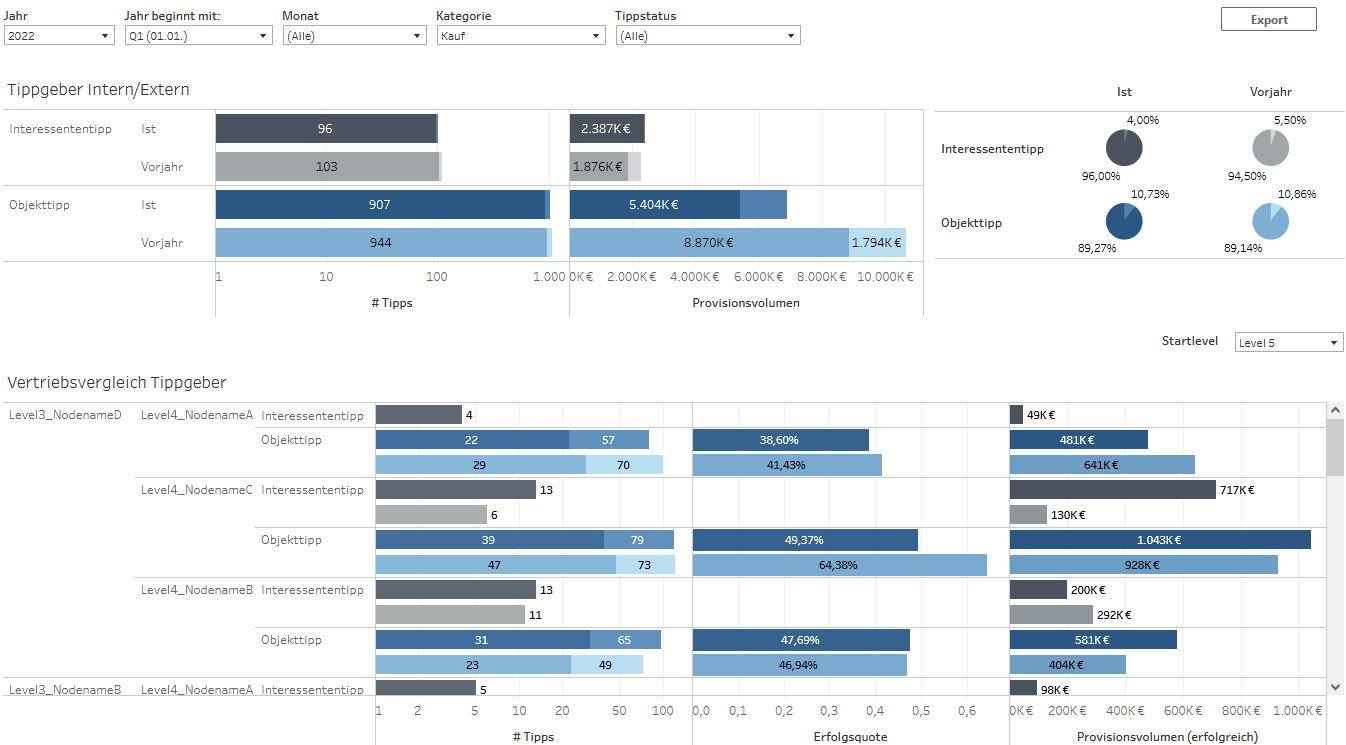 Jahr Jahr beginnt mit: Monat Kategorie Tippstatus
2022 Q1 (01.01.) (Alle) Kauf (Alle) Export
Tippgeber Intern/Extern
Ist Vorjahr
Interessententipp Ist 96 2.387K €
Vorjahr 103 1.876K €
Objekttipp Ist 907 5.404K €
Vorjahr 944 8.870K € 1.794K €
1 10 100 1.000 0K € 2.000K € 4.000K € 6.000K € 8.000K € 10.000K €
# Tipps Provisionsvolumen
4,00% 5,50%
Interessententipp
96,00% 94,50%
10,73% 10,86%
Objekttipp
89,27% 89,14%
Startlevel Level 5
Vertriebsvergleich Tippgeber
Level3_NodenameD Level4_NodenameA Interessententipp 4 49K €
Objekttipp 22 57 38,60% 481K €
29 70 41,43% 641K €
Level4_NodenameC Interessententipp 13 717K €
6 130K €
Objekttipp 39 79 49,37% 1.043K €
47 73 64,38% 928K €
Level4_NodenameB Interessententipp 13 200K €
11 292K €
Objekttipp 31 65 47,69% 581K €
23 49 46,94% 404K €
Level3_NodenameB Level4_NodenameA Interessententipp 5 98K €
1 2 5 10 20 50 100 0,0 0,1 0,2 0,3 0,4 0,5 0,6 0K € 200K € 400K € 600K € 800K € 1.000K €
# Tipps Erfolgsquote Provisionsvolumen (erfolgreich)